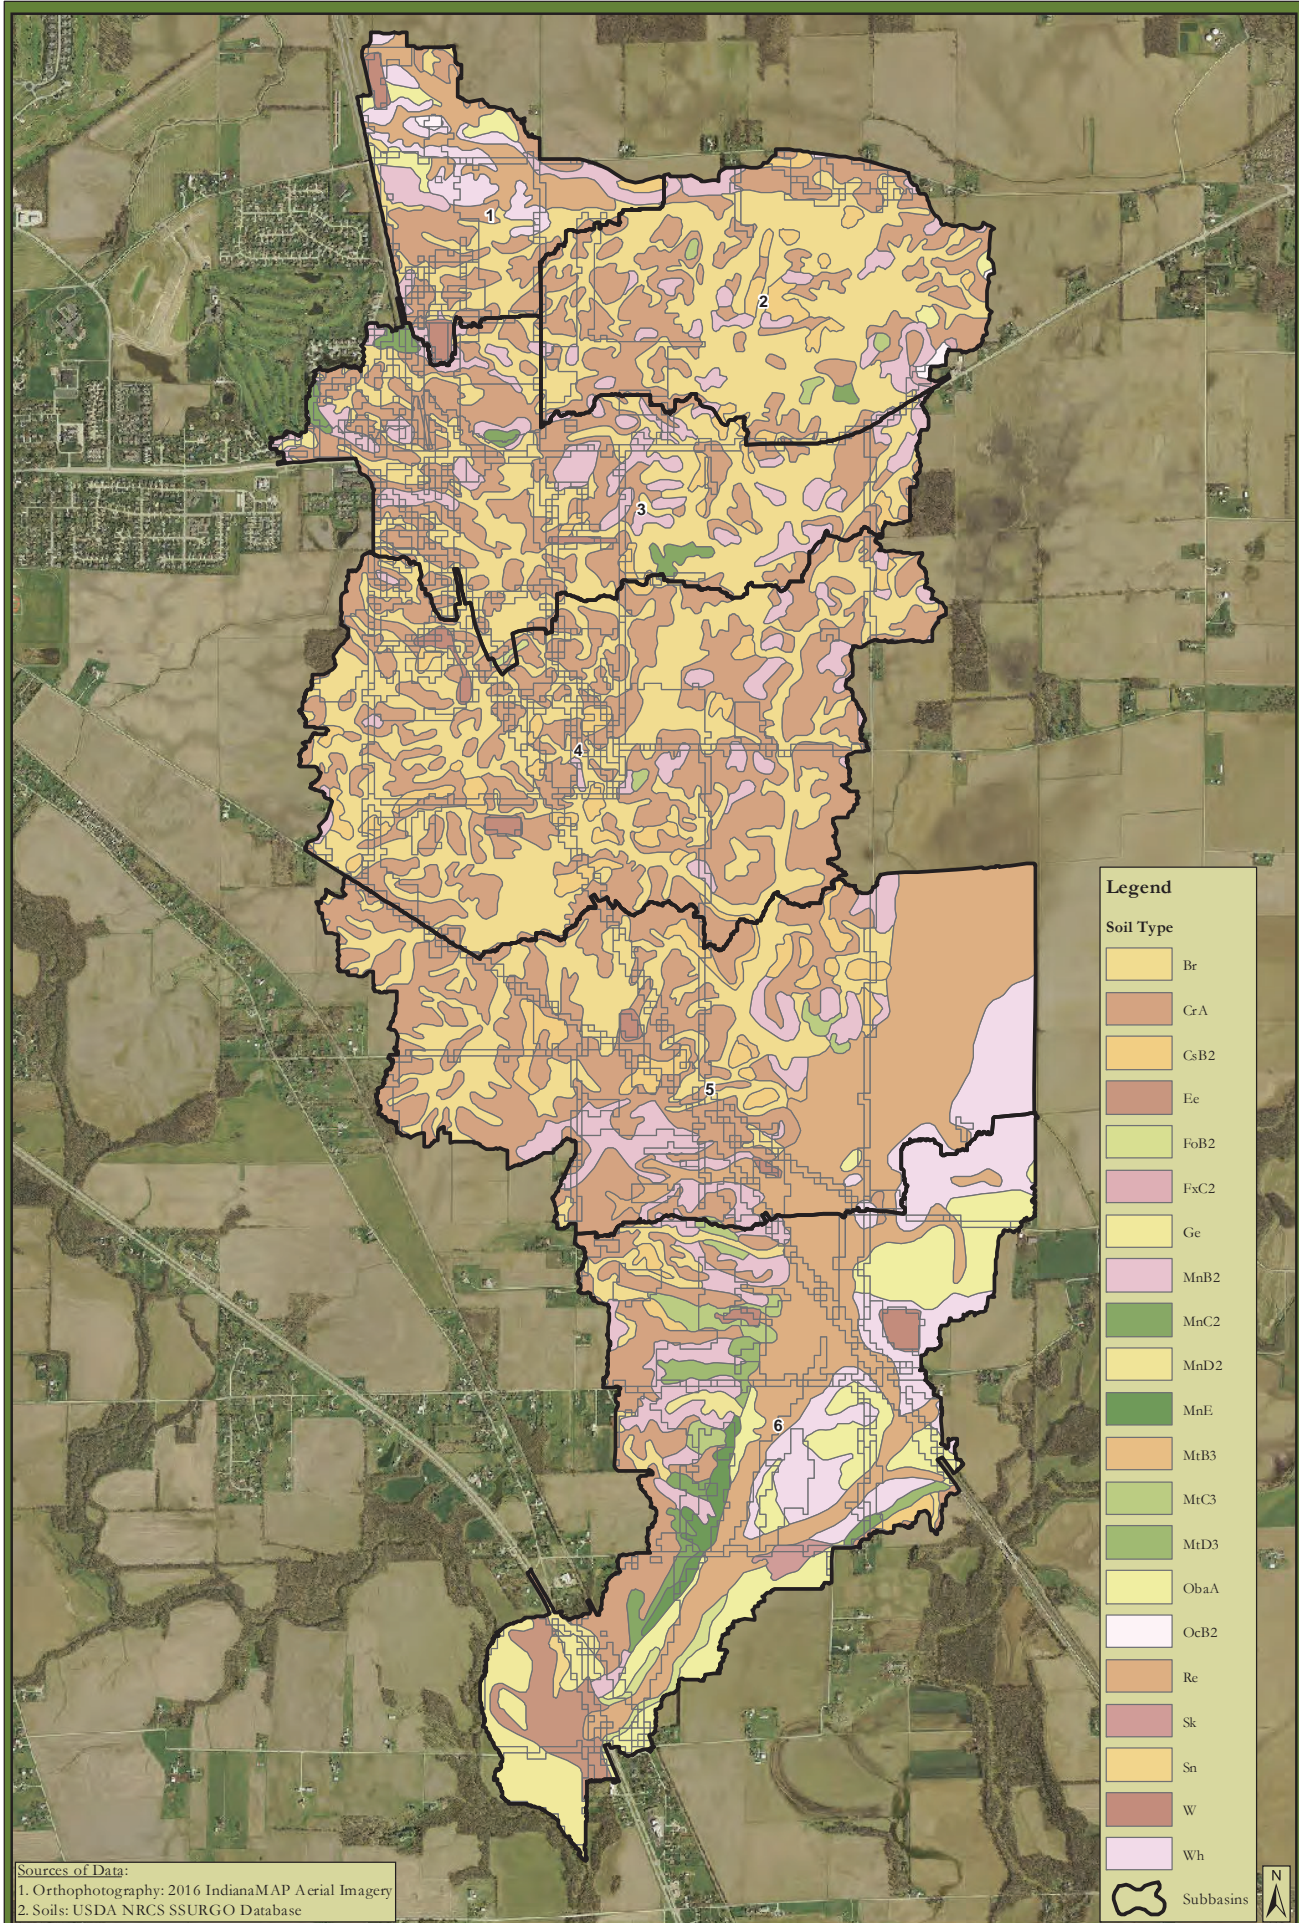 1
2
3
4
5
6
Legend
Soil Type
Br
CrA
CsB2
Ee
FoB2
FxC2
Ge
MnB2
MnC2
MnD2
MnE
MtB3
MtC3
MtD3
ObaA
OcB2
Re
Sk
Sn
W
Wh
Subbasins
N
Sources of Data:
1. Orthophotography: 2016 IndianaMAP Aerial Imagery
2. Soils: USDA NRCS SSURGO Database